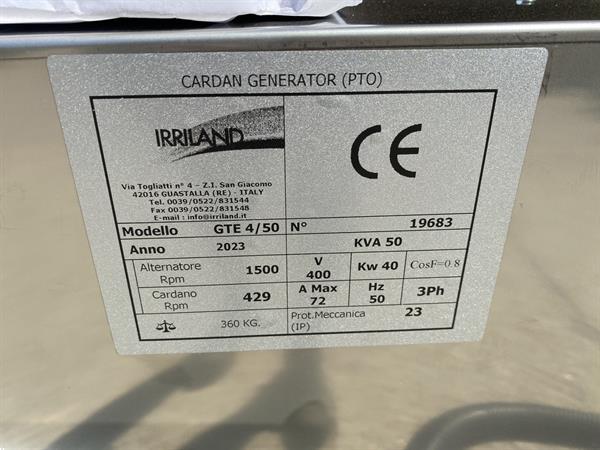 CARDAN GENERATOR (PTO)
IRRILAND
CE
Via Togliatti n° 4 – Z.I. San Giacomo
42016 GUASTALLA (RE) - ITALY
Tel. 0039/0522/831544
Fax 0039/0522/831548
E-mail : info@irriland.it
Modello GTE 4/50 N° 19683
Anno 2023 KVA 50
Alternatore Rpm 1500 V 400 Kw 40 CosF=0.8
Cardano Rpm 429 A Max 72 Hz 50 3Ph
360 KG. Prot.Meccanica (IP) 23